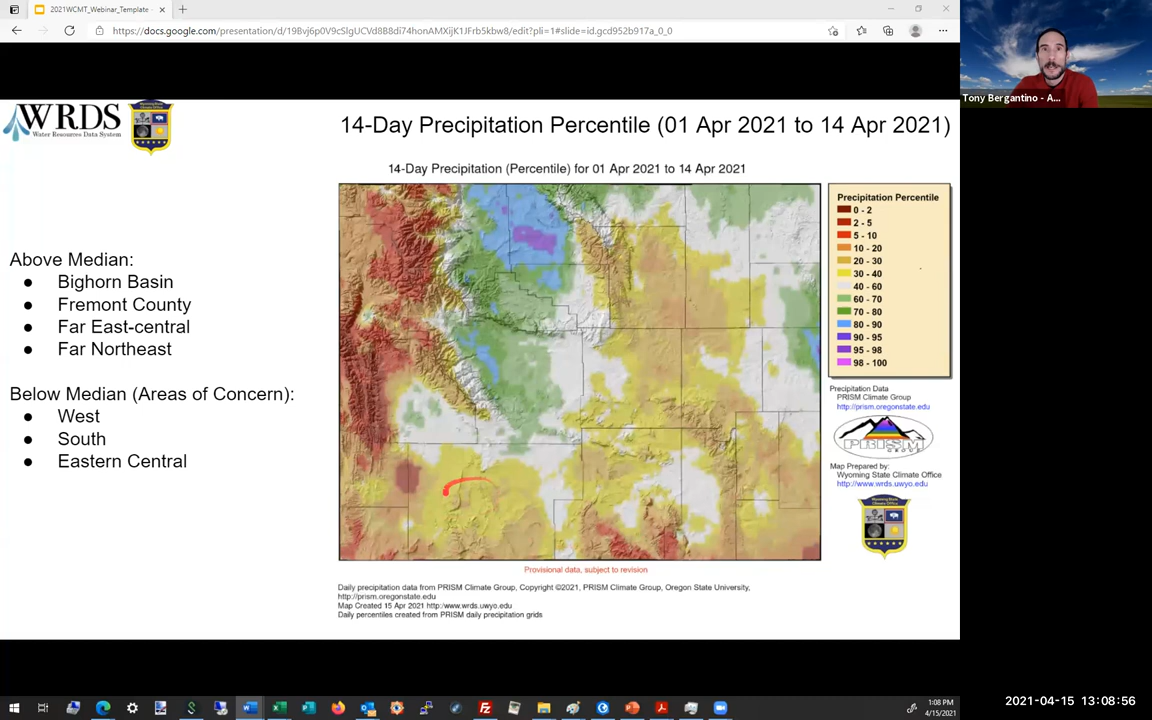 2021WCMT_Webinar_Template -
https://docs.google.com/presentation/d/19Bvj6p0V9cSlgUCVd8B8di74honAMXijK1JFrb5kbw8/edit?pli=1#slide=id.gcd952b917a_0_0
Tony Bergantino - A...
WRDS
Water Resources Data System
14-Day Precipitation Percentile (01 Apr 2021 to 14 Apr 2021)
14-Day Precipitation (Percentile) for 01 Apr 2021 to 14 Apr 2021
Above Median:
● Bighorn Basin
● Fremont County
● Far East-central
● Far Northeast
Below Median (Areas of Concern):
● West
● South
● Eastern Central
Precipitation Percentile
0 - 2
2 - 5
5 - 10
10 - 20
20 - 30
30 - 40
40 - 60
60 - 70
70 - 80
80 - 90
90 - 95
95 - 98
98 - 100
Precipitation Data
PRISM Climate Group
http://prism.oregonstate.edu
PRISM
GROUP
Map Prepared by:
Wyoming State Climate Office
http://www.wrds.uwyo.edu
Provisional data, subject to revision
Daily precipitation data from PRISM Climate Group, Copyright ©2021, PRISM Climate Group, Oregon State University,
http://prism.oregonstate.edu
Map Created 15 Apr 2021 http:/www.wrds.uwyo.edu
Daily percentiles created from PRISM daily precipitation grids
1:08 PM
4/15/2021
2021-04-15 13:08:56